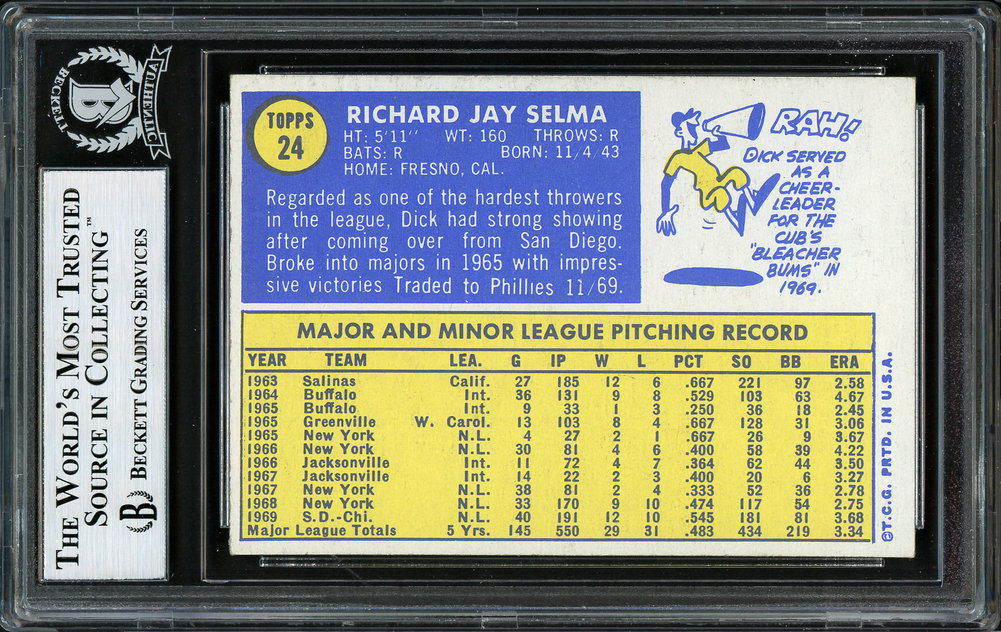 BECKETT
AUTHENTIC
B
THE WORLD'S MOST TRUSTED
SOURCE IN COLLECTING™
B BECKETT GRADING SERVICES
TOPPS
24
RICHARD JAY SELMA
HT: 5'11" WT: 160 THROWS: R
BATS: R BORN: 11/4/43
HOME: FRESNO, CAL.
Regarded as one of the hardest throwers
in the league, Dick had strong showing
after coming over from San Diego.
Broke into majors in 1965 with impres-
sive victories Traded to Phillies 11/69.
RAH!
DICK SERVED
AS A
CHEER-
LEADER
FOR THE
CUB'S
"BLEACHER
BUMS" IN
1969.
MAJOR AND MINOR LEAGUE PITCHING RECORD
YEAR TEAM LEA. G IP W L PCT SO BB ERA
1963 Salinas Calif. 27 185 12 6 .667 221 97 2.58
1964 Buffalo Int. 36 131 9 8 .529 103 63 4.67
1965 Buffalo Int. 9 33 1 3 .250 36 18 2.45
1965 Greenville W. Carol. 13 103 8 4 .667 128 31 3.06
1965 New York N.L. 4 27 2 1 .667 26 9 3.67
1966 New York N.L. 30 81 4 6 .400 58 39 4.22
1966 Jacksonville Int. 11 72 4 7 .364 62 44 3.50
1967 Jacksonville Int. 14 22 2 3 .400 20 6 3.27
1967 New York N.L. 38 81 2 4 .333 52 36 2.78
1968 New York N.L. 33 170 9 10 .474 117 54 2.75
1969 S.D.-Chi. N.L. 40 191 12 10 .545 181 81 3.68
Major League Totals 5 Yrs. 145 550 29 31 .483 434 219 3.34
©T.C.G. PRTD. IN U.S.A.